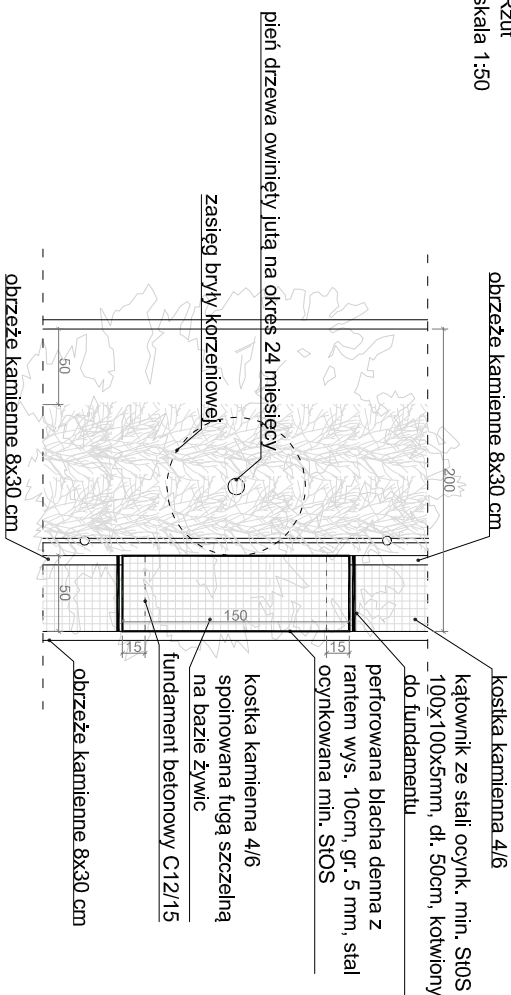 Rzut
skala 1:50
obrzeże kamienne 8x30 cm
kostka kamienna 4/6
kątownik ze stali ocynk. min. St0S
100x100x5mm, dł. 50cm, kotwiony
do fundamentu
perforowana blacha denna z
rantem wys. 10cm, gr. 5 mm, stal
ocynkowana min. StOS
kostka kamienna 4/6
spoinowana fugą szczelną
na bazie żywic
fundament betonowy C12/15
obrzeże kamienne 8x30 cm
pień drzewa owinięty jutą na okres 24 miesięcy
zasięg bryły korzeniowej
obrzeże kamienne 8x30 cm
200
50
50
150
15
15